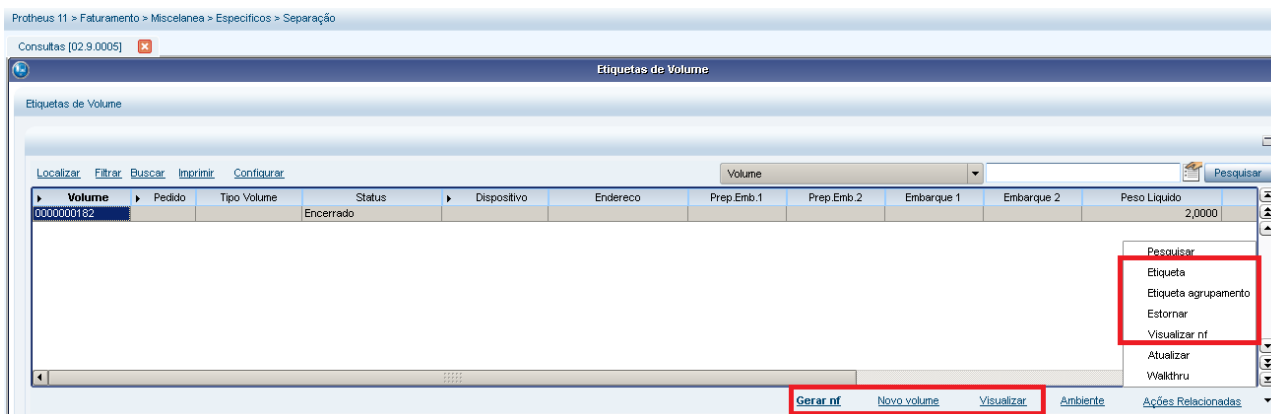 Protheus 11 > Faturamento > Miscelanea > Especificos > Separação
Consultas [02.9.0005]
Etiquetas de Volume
Etiquetas de Volume
Localizar Filtrar Buscar Imprimir Configurar Volume Pesquisar
Volume Pedido Tipo Volume Status Dispositivo Endereco Prep.Emb.1 Prep.Emb.2 Embarque 1 Embarque 2 Peso Liquido
0000000182 Encerrado 2,0000
Pesquisar
Etiqueta
Etiqueta agrupamento
Estornar
Visualizar nf
Atualizar
Walkthru
Gerar nf Novo volume Visualizar Ambiente Ações Relacionadas